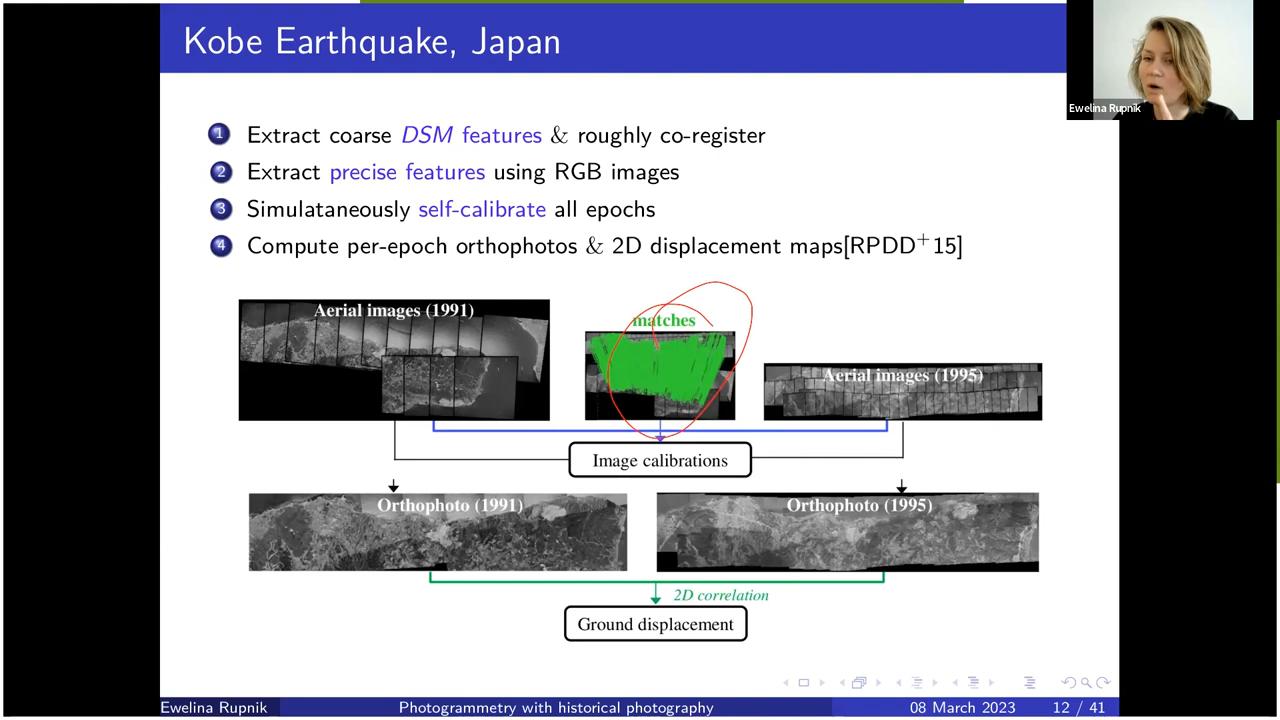 Kobe Earthquake, Japan
Ewelina Rupnik
1 Extract coarse DSM features & roughly co-register
2 Extract precise features using RGB images
3 Simulataneously self-calibrate all epochs
4 Compute per-epoch orthophotos & 2D displacement maps[RPDD+15]
Aerial images (1991)
matches
Aerial images (1995)
Image calibrations
Orthophoto (1991)
Orthophoto (1995)
2D correlation
Ground displacement
Ewelina Rupnik Photogrammetry with historical photography 08 March 2023 12 / 41